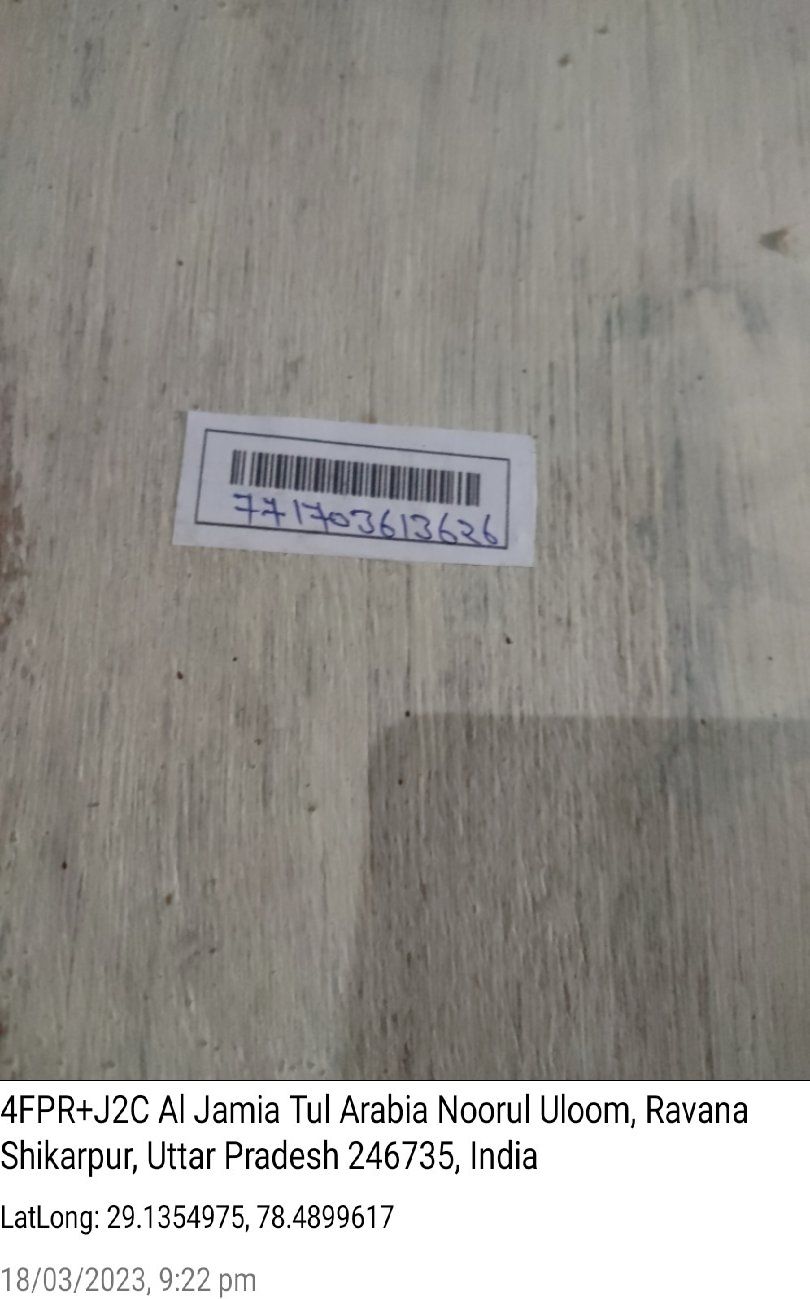 771703613626
4FPR+J2C Al Jamia Tul Arabia Noorul Uloom, Ravana
Shikarpur, Uttar Pradesh 246735, India
LatLong: 29.1354975, 78.4899617
18/03/2023, 9:22 pm